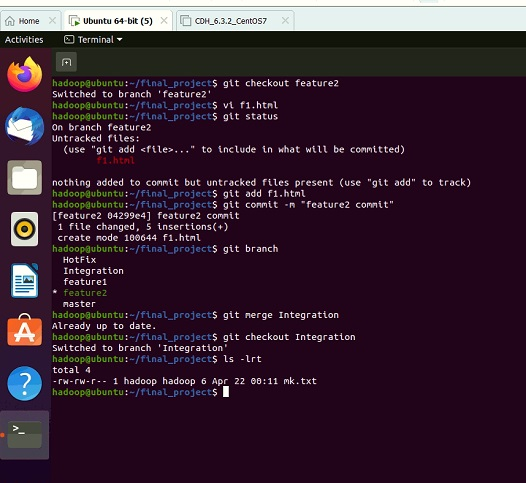 Home
Ubuntu 64-bit (5)
CDH_6.3.2_CentOS7
Activities
Terminal
hadoop@ubuntu:~/final_project$ git checkout feature2
Switched to branch 'feature2'
hadoop@ubuntu:~/final_project$ vi f1.html
hadoop@ubuntu:~/final_project$ git status
On branch feature2
Untracked files:
  (use "git add <file>..." to include in what will be committed)
        f1.html

nothing added to commit but untracked files present (use "git add" to track)
hadoop@ubuntu:~/final_project$ git add f1.html
hadoop@ubuntu:~/final_project$ git commit -m "feature2 commit"
[feature2 04299e4] feature2 commit
 1 file changed, 5 insertions(+)
 create mode 100644 f1.html
hadoop@ubuntu:~/final_project$ git branch
  HotFix
  Integration
  feature1
* feature2
  master
hadoop@ubuntu:~/final_project$ git merge Integration
Already up to date.
hadoop@ubuntu:~/final_project$ git checkout Integration
Switched to branch 'Integration'
hadoop@ubuntu:~/final_project$ ls -lrt
total 4
-rw-rw-r-- 1 hadoop hadoop 6 Apr 22 00:11 mk.txt
hadoop@ubuntu:~/final_project$